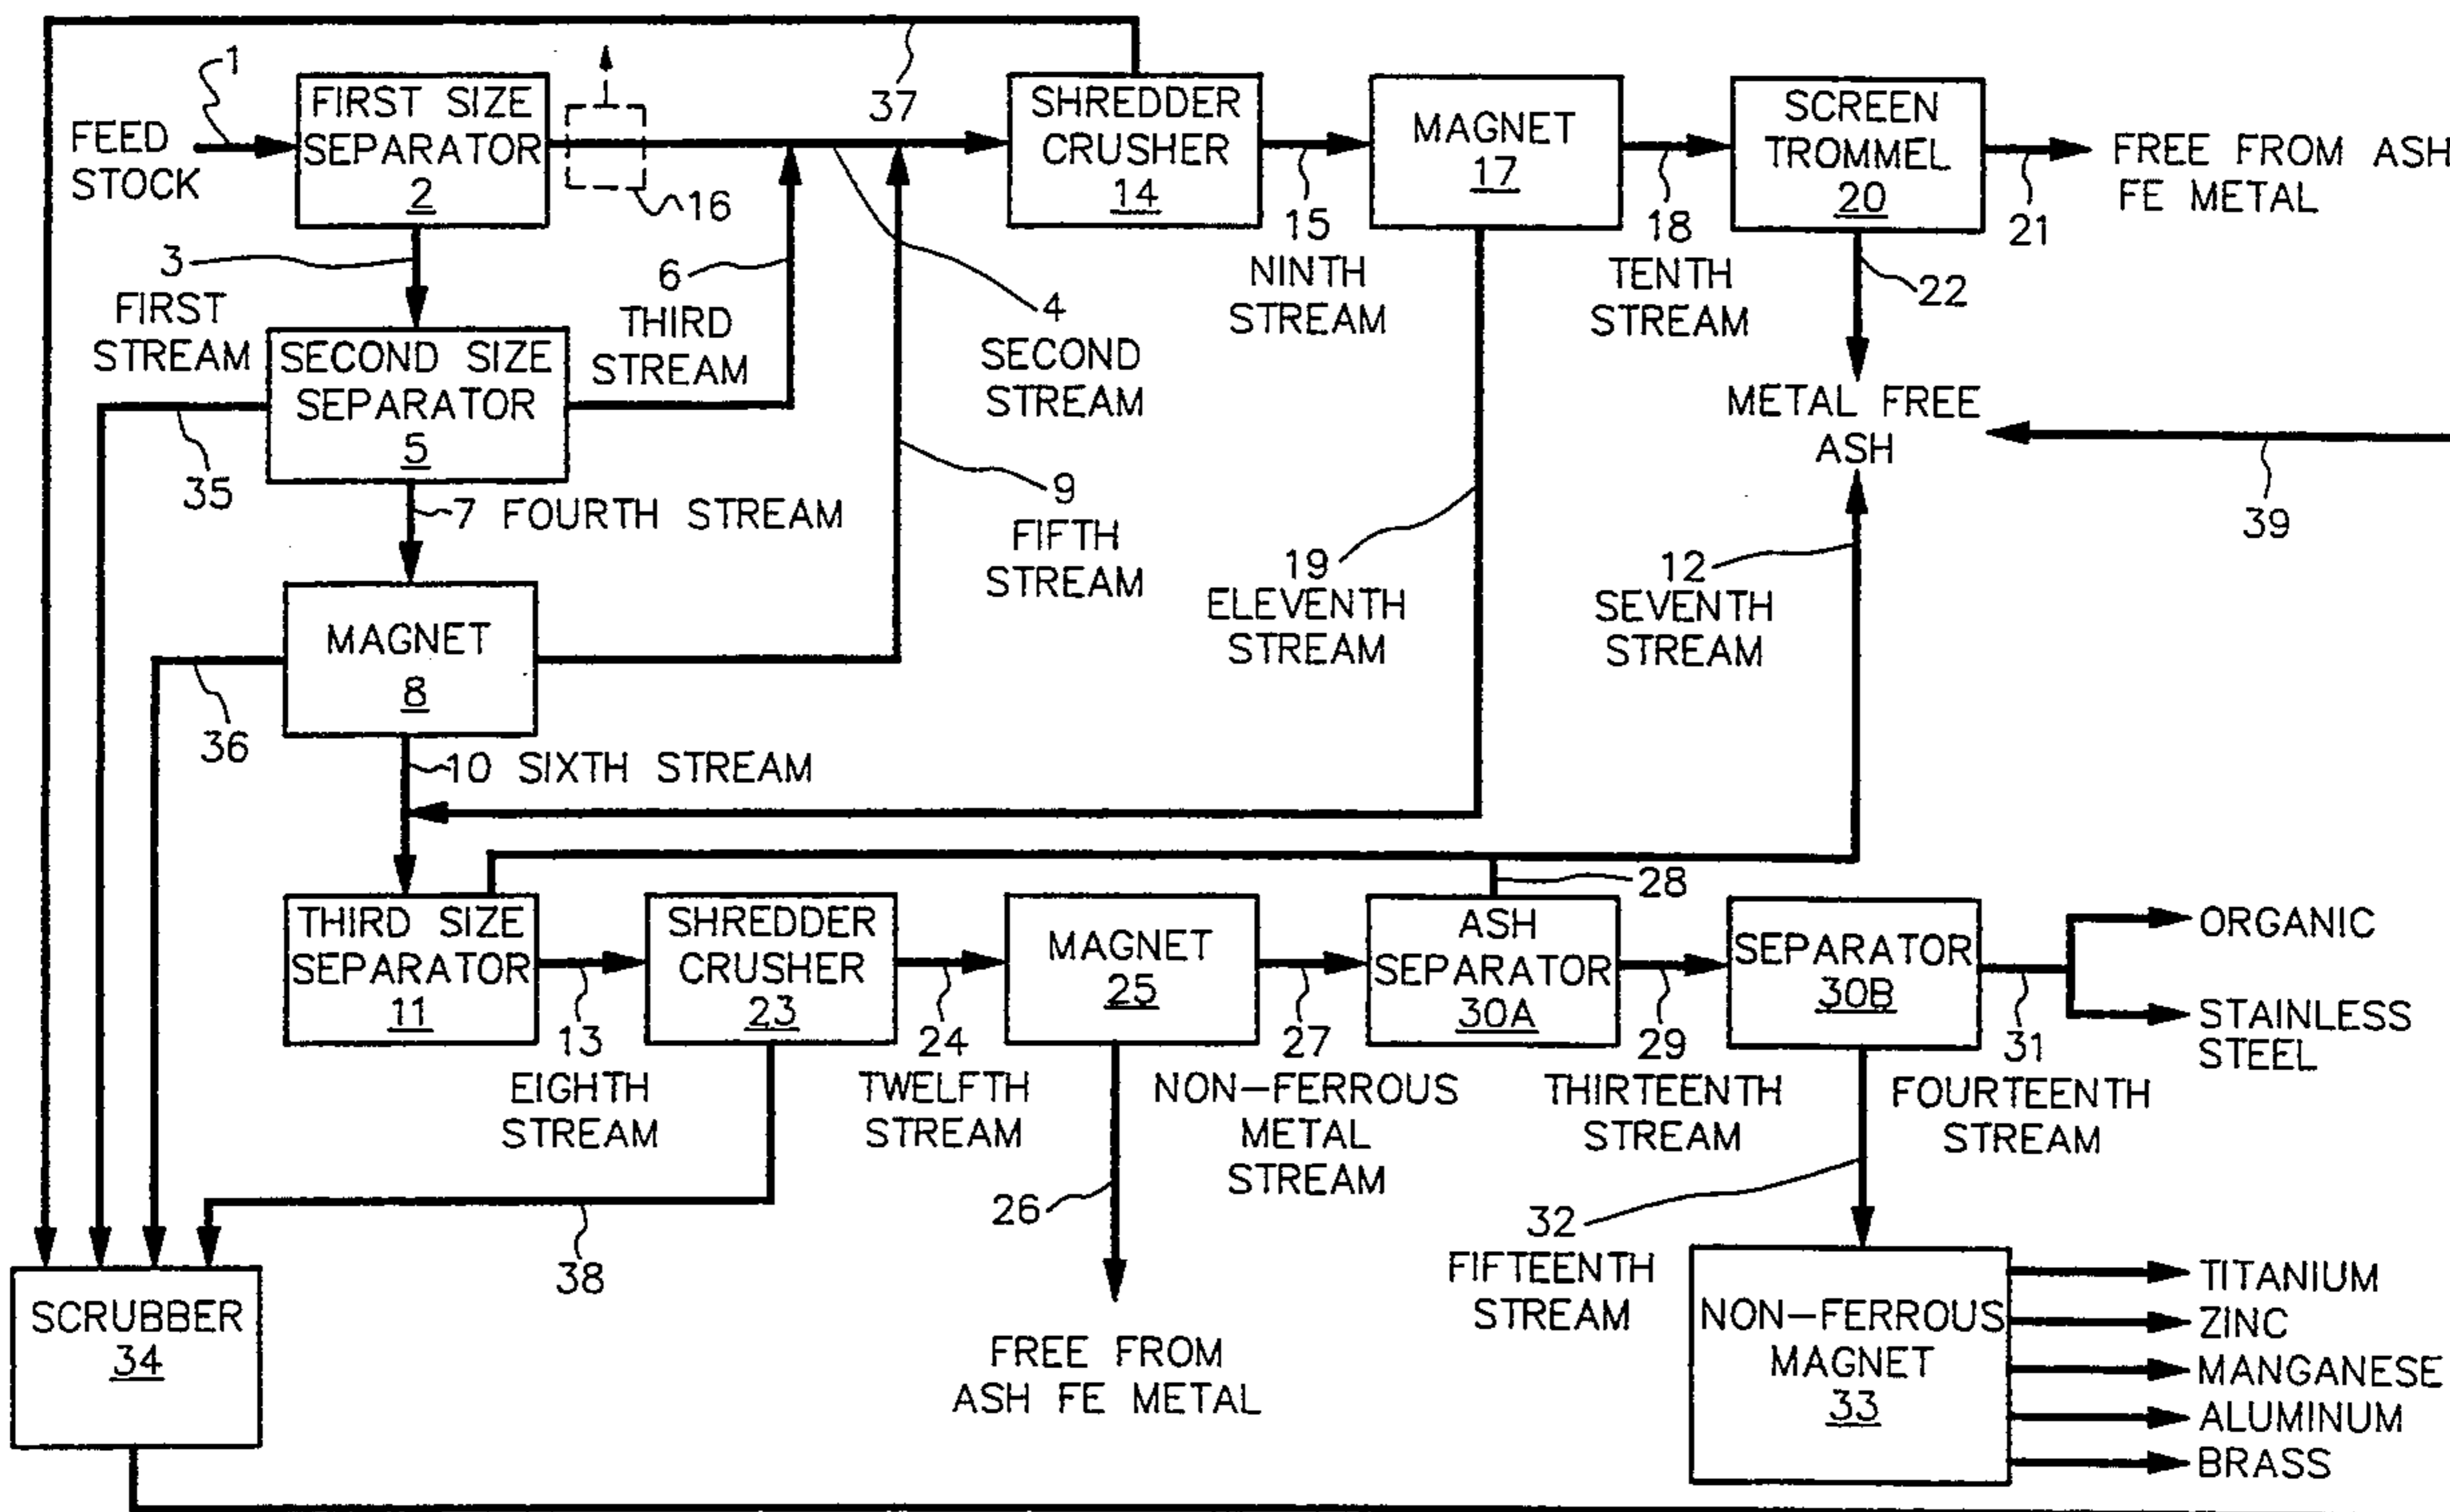 1
FEED
STOCK
FIRST SIZE
SEPARATOR
2
16
37
SHREDDER
CRUSHER
14
15
NINTH
STREAM
MAGNET
17
18
TENTH
STREAM
SCREEN
TROMMEL
20
21
FREE FROM ASH
FE METAL
22
3
FIRST
STREAM
6
THIRD
STREAM
4
SECOND
STREAM
SECOND SIZE
SEPARATOR
5
35
METAL FREE
ASH
39
7 FOURTH STREAM
9
FIFTH
STREAM
19
ELEVENTH
STREAM
12
SEVENTH
STREAM
MAGNET
8
36
10 SIXTH STREAM
28
THIRD SIZE
SEPARATOR
11
13
EIGHTH
STREAM
SHREDDER
CRUSHER
23
24
TWELFTH
STREAM
MAGNET
25
27
NON-FERROUS
METAL
STREAM
ASH
SEPARATOR
30A
29
THIRTEENTH
STREAM
SEPARATOR
30B
31
FOURTEENTH
STREAM
ORGANIC
STAINLESS
STEEL
26
FREE FROM
ASH FE METAL
38
32
FIFTEENTH
STREAM
SCRUBBER
34
NON-FERROUS
MAGNET
33
TITANIUM
ZINC
MANGANESE
ALUMINUM
BRASS